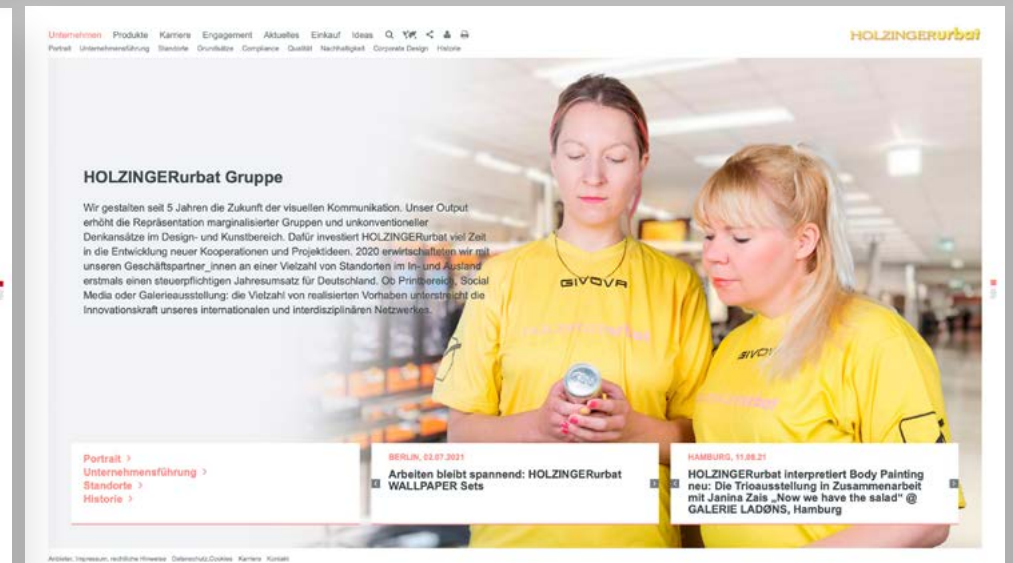 Unternehmen Produkte Karriere Engagement Aktuelles Einkauf Ideas
HOLZINGERurbat
Portrait Unternehmensführung Standorte Grundsätze Compliance Qualität Nachhaltigkeit Corporate Design Historie
HOLZINGERurbat Gruppe
Wir gestalten seit 5 Jahren die Zukunft der visuellen Kommunikation. Unser Output
erhöht die Repräsentation marginalisierter Gruppen und unkonventioneller
Denkansätze im Design- und Kunstbereich. Dafür investiert HOLZINGERurbat viel Zeit
in die Entwicklung neuer Kooperationen und Projektideen. 2020 erwirtschafteten wir mit
unseren Geschäftspartner_innen an einer Vielzahl von Standorten im In- und Ausland
erstmals einen steuerpflichtigen Jahresumsatz für Deutschland. Ob Printbereich, Social
Media oder Galerieausstellung: die Vielzahl von realisierten Vorhaben unterstreicht die
Innovationskraft unseres internationalen und interdisziplinären Netzwerkes.
GIVOVA
GIVOVA
Portrait >
Unternehmensführung >
Standorte >
Historie >
BERLIN, 02.07.2021
Arbeiten bleibt spannend: HOLZINGERurbat
WALLPAPER Sets
HAMBURG, 11.08.21
HOLZINGERurbat interpretiert Body Painting
neu: Die Trioausstellung in Zusammenarbeit
mit Janina Zais „Now we have the salad" @
GALERIE LADØNS, Hamburg
Anbieter, Impressum, rechtliche Hinweise Datenschutz,Cookies Karriere Kontakt